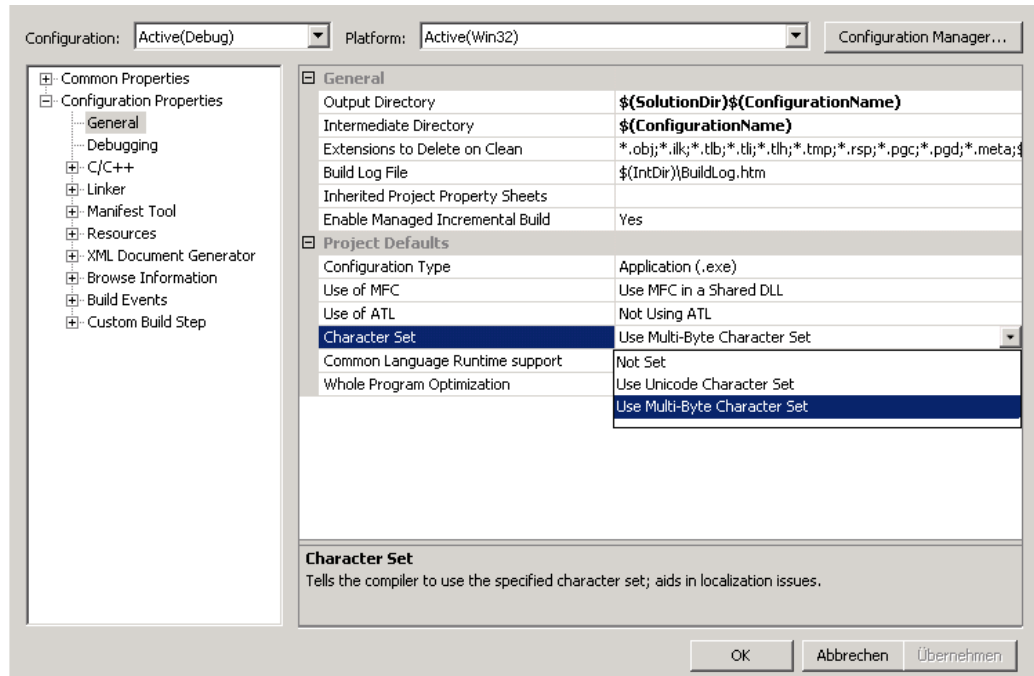 Configuration: Active(Debug) Platform: Active(Win32) Configuration Manager...
Common Properties
Configuration Properties
General
Debugging
C/C++
Linker
Manifest Tool
Resources
XML Document Generator
Browse Information
Build Events
Custom Build Step
General
Output Directory $(SolutionDir)$(ConfigurationName)
Intermediate Directory $(ConfigurationName)
Extensions to Delete on Clean *.obj;*.ilk;*.tlb;*.tli;*.tlh;*.tmp;*.rsp;*.pgc;*.pgd;*.meta;$
Build Log File $(IntDir)\BuildLog.htm
Inherited Project Property Sheets
Enable Managed Incremental Build Yes
Project Defaults
Configuration Type Application (.exe)
Use of MFC Use MFC in a Shared DLL
Use of ATL Not Using ATL
Character Set Use Multi-Byte Character Set
Common Language Runtime support Not Set
Whole Program Optimization Use Unicode Character Set
Use Multi-Byte Character Set
Character Set
Tells the compiler to use the specified character set; aids in localization issues.
OK Abbrechen Übernehmen